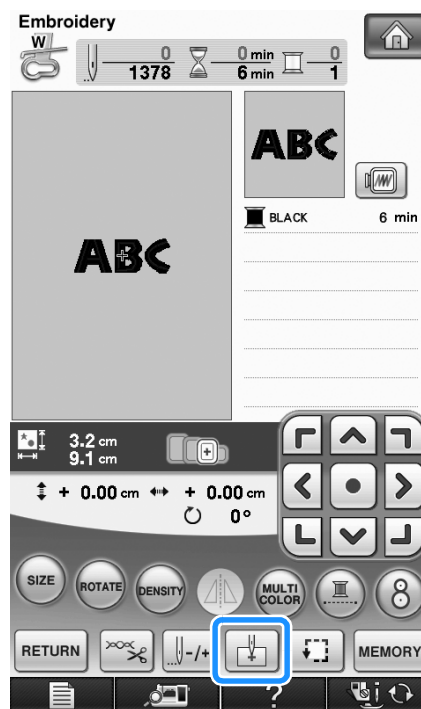 Embroidery
W
0 0 min 0
1378 6 min 1
ABC
ABC
BLACK 6 min
3.2 cm
9.1 cm
+ 0.00 cm + 0.00 cm
0°
SIZE
ROTATE
DENSITY
MULTI
COLOR
8
RETURN
-/+
MEMORY
?